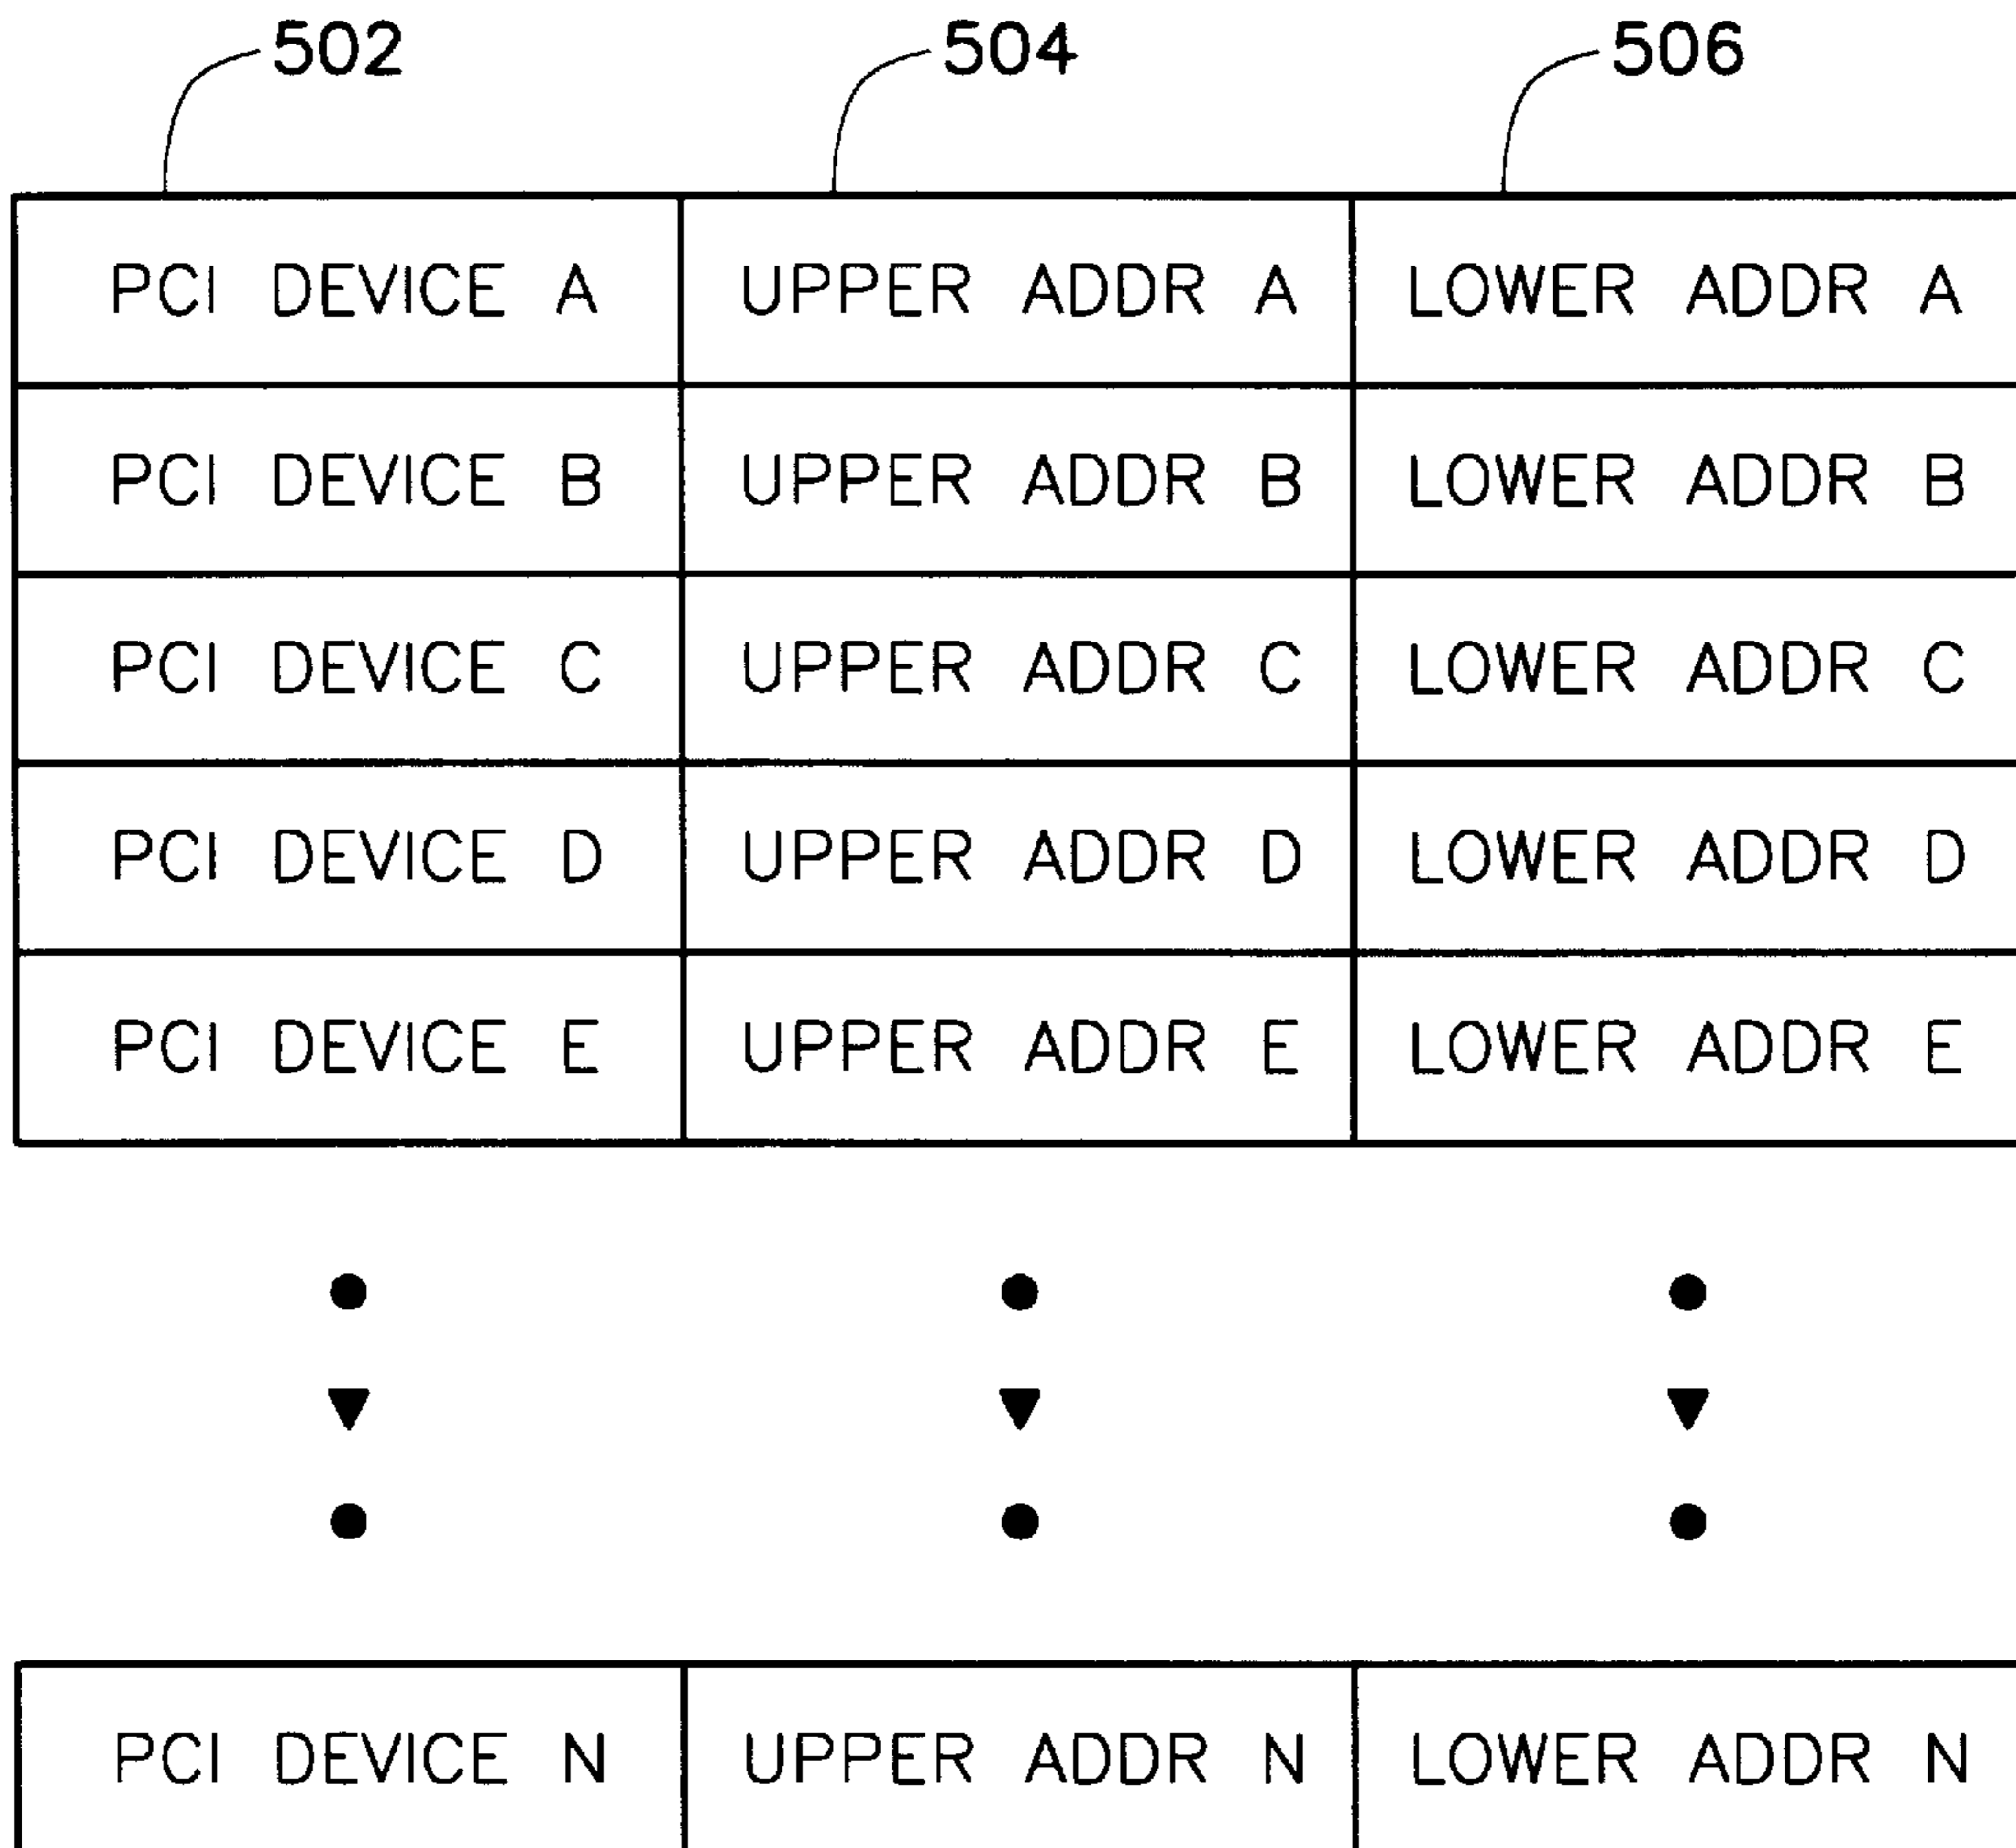 502 504 506
PCI DEVICE A UPPER ADDR A LOWER ADDR A
PCI DEVICE B UPPER ADDR B LOWER ADDR B
PCI DEVICE C UPPER ADDR C LOWER ADDR C
PCI DEVICE D UPPER ADDR D LOWER ADDR D
PCI DEVICE E UPPER ADDR E LOWER ADDR E
PCI DEVICE N UPPER ADDR N LOWER ADDR N